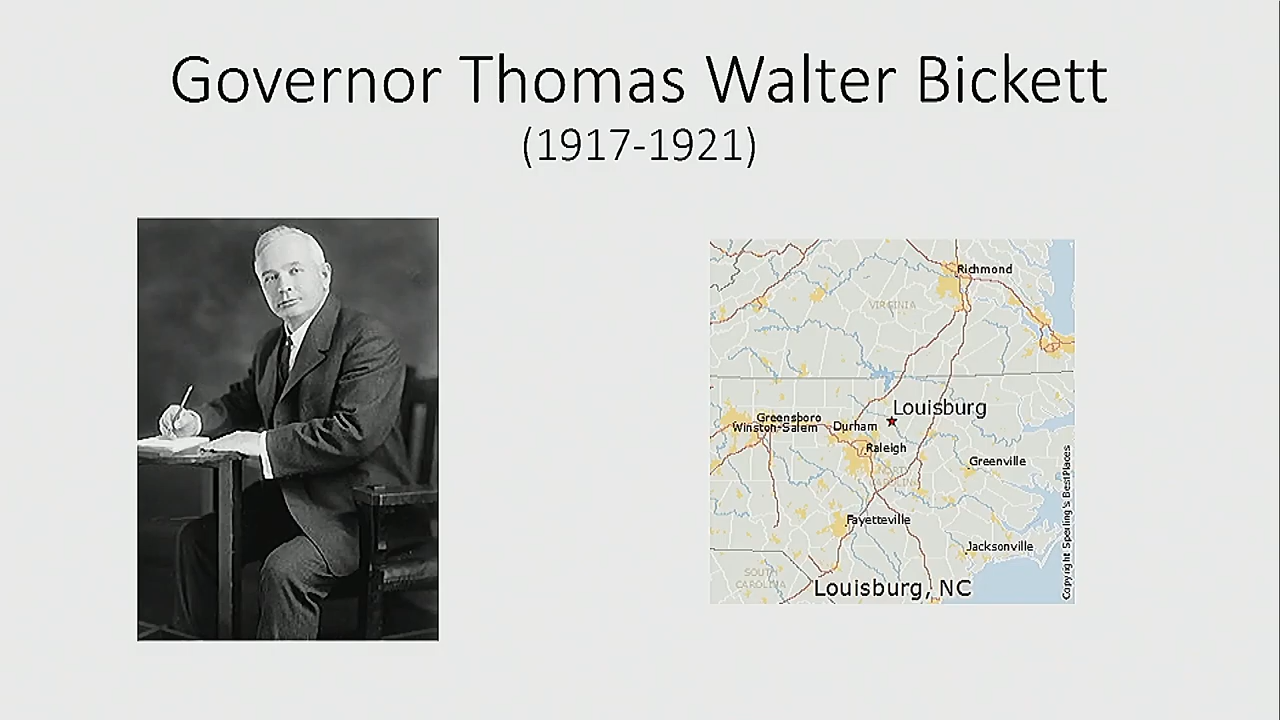 Governor Thomas Walter Bickett
(1917-1921)
Richmond
VIRGINIA
Louisburg
Greensboro
Winston-Salem
Durham
Raleigh
Greenville
Fayetteville
Jacksonville
SOUTH
CAROLINA
Louisburg, NC
Copyright Sperling's BestPlaces